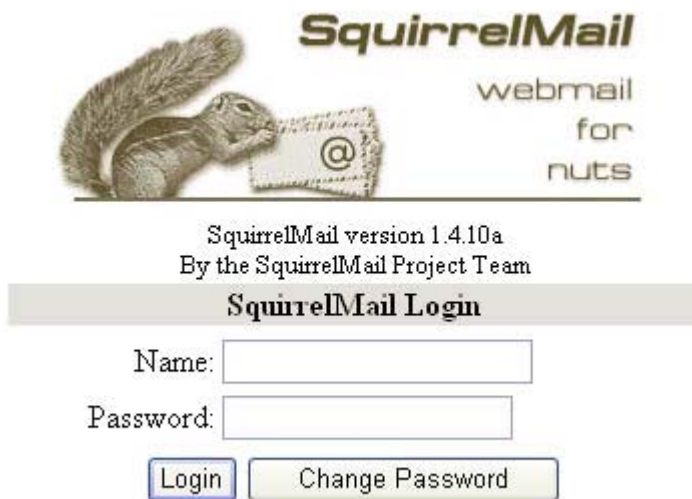 SquirrelMail
webmail
for
nuts
@
SquirrelMail version 1.4.10a
By the SquirrelMail Project Team
SquirrelMail Login
Name:
Password:
Login Change Password